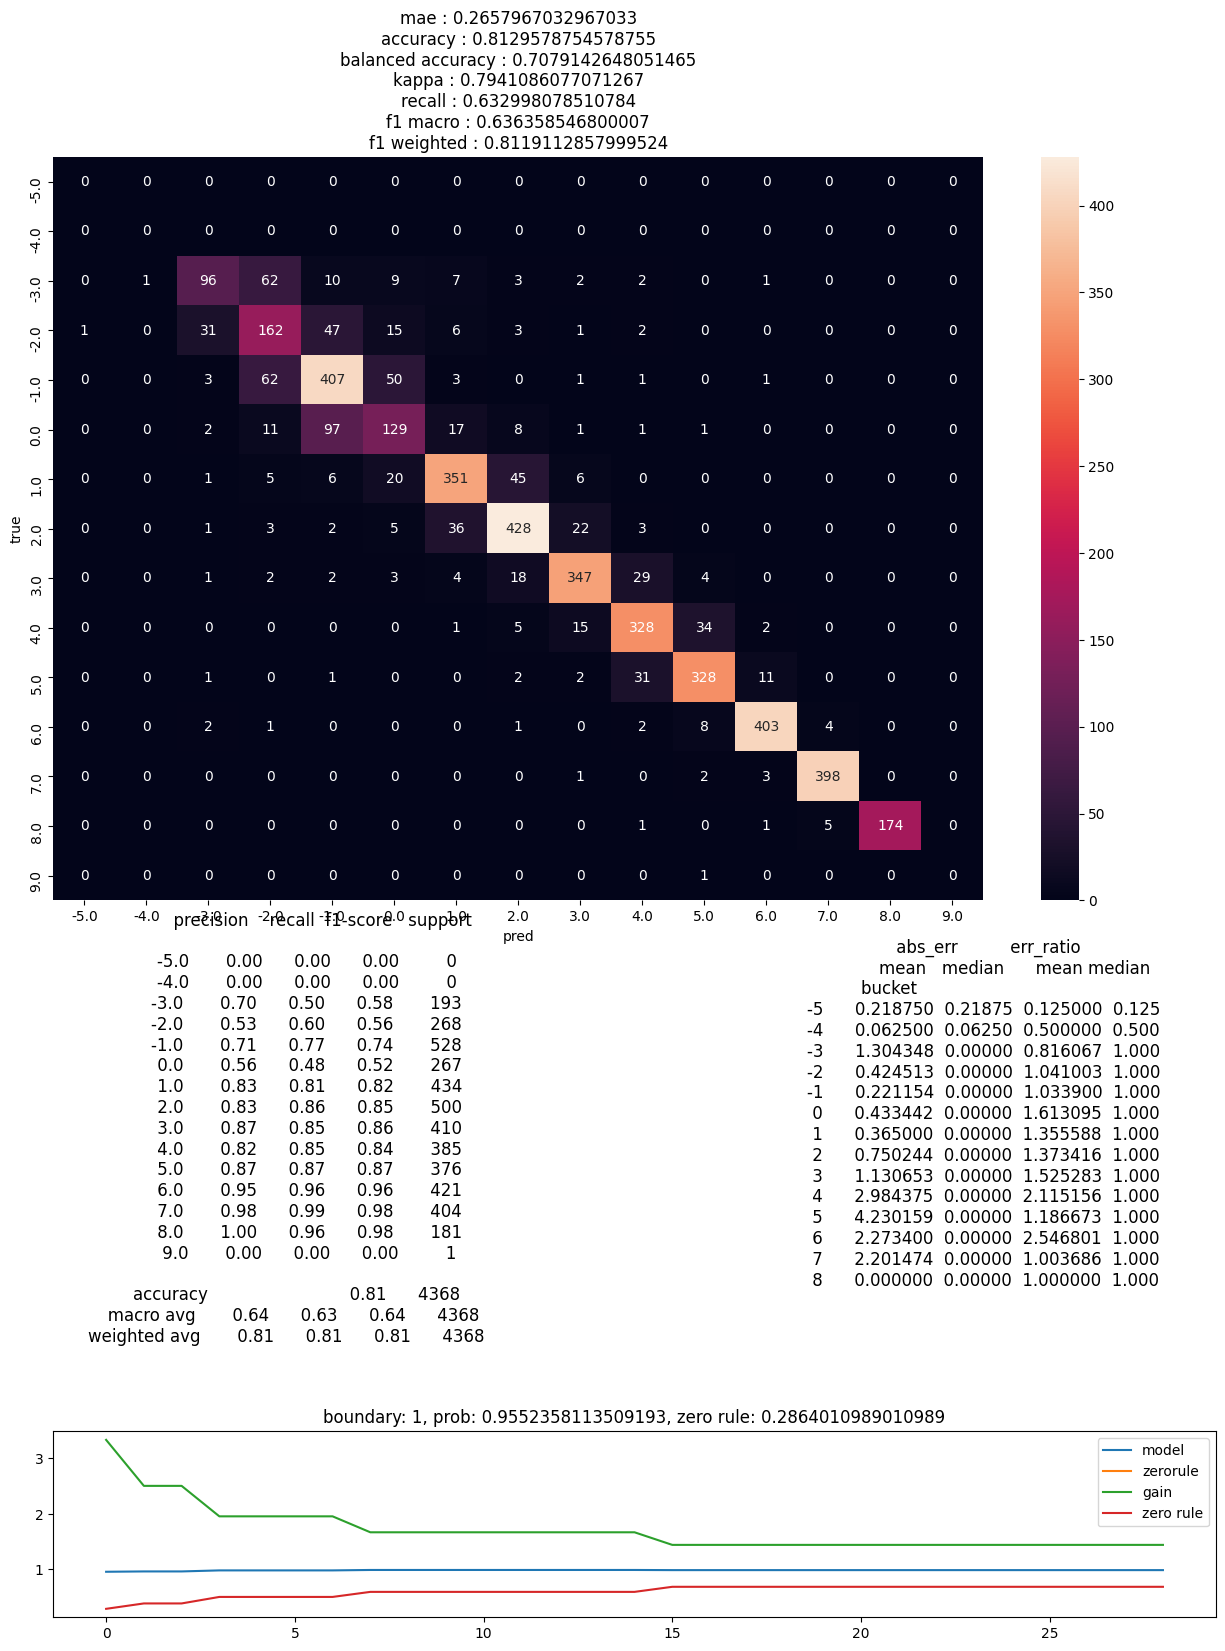 mae : 0.2657967032967033
accuracy : 0.8129578754578755
balanced accuracy : 0.7079142648051465
kappa : 0.7941086077071267
recall : 0.632998078510784
f1 macro : 0.636358546800007
f1 weighted : 0.8119112857999524
-5.0 0 0 0 0 0 0 0 0 0 0 0 0 0 0 0
-4.0 0 0 0 0 0 0 0 0 0 0 0 0 0 0 0
-3.0 0 1 96 62 10 9 7 3 2 2 0 1 0 0 0
-2.0 1 0 31 162 47 15 6 3 1 2 0 0 0 0 0
-1.0 0 0 3 62 407 50 3 0 1 1 0 1 0 0 0
0.0 0 0 2 11 97 129 17 8 1 1 1 0 0 0 0
1.0 0 0 1 5 6 20 351 45 6 0 0 0 0 0 0
2.0 0 0 1 3 2 5 36 428 22 3 0 0 0 0 0
3.0 0 0 1 2 2 3 4 18 347 29 4 0 0 0 0
4.0 0 0 0 0 0 0 1 5 15 328 34 2 0 0 0
5.0 0 0 1 0 1 0 0 2 2 31 328 11 0 0 0
6.0 0 0 2 1 0 0 0 1 0 2 8 403 4 0 0
7.0 0 0 0 0 0 0 0 0 1 0 2 3 398 0 0
8.0 0 0 0 0 0 0 0 0 0 1 0 1 5 174 0
9.0 0 0 0 0 0 0 0 0 0 0 1 0 0 0 0
true
-5.0 -4.0 -3.0 -2.0 -1.0 0.0 1.0 2.0 3.0 4.0 5.0 6.0 7.0 8.0 9.0
pred
400
350
300
250
200
150
100
50
0
precision recall f1-score support
-5.0 0.00 0.00 0.00 0
-4.0 0.00 0.00 0.00 0
-3.0 0.70 0.50 0.58 193
-2.0 0.53 0.60 0.56 268
-1.0 0.71 0.77 0.74 528
0.0 0.56 0.48 0.52 267
1.0 0.83 0.81 0.82 434
2.0 0.83 0.86 0.85 500
3.0 0.87 0.85 0.86 410
4.0 0.82 0.85 0.84 385
5.0 0.87 0.87 0.87 376
6.0 0.95 0.96 0.96 421
7.0 0.98 0.99 0.98 404
8.0 1.00 0.96 0.98 181
9.0 0.00 0.00 0.00 1
accuracy 0.81 4368
macro avg 0.64 0.63 0.64 4368
weighted avg 0.81 0.81 0.81 4368
abs_err err_ratio
mean median mean median
bucket
-5 0.218750 0.21875 0.125000 0.125
-4 0.062500 0.06250 0.500000 0.500
-3 1.304348 0.00000 0.816067 1.000
-2 0.424513 0.00000 1.041003 1.000
-1 0.221154 0.00000 1.033900 1.000
0 0.433442 0.00000 1.613095 1.000
1 0.365000 0.00000 1.355588 1.000
2 0.750244 0.00000 1.373416 1.000
3 1.130653 0.00000 1.525283 1.000
4 2.984375 0.00000 2.115156 1.000
5 4.230159 0.00000 1.186673 1.000
6 2.273400 0.00000 2.546801 1.000
7 2.201474 0.00000 1.003686 1.000
8 0.000000 0.00000 1.000000 1.000
boundary: 1, prob: 0.9552358113509193, zero rule: 0.2864010989010989
3
2
1
model
zerorule
gain
zero rule
0 5 10 15 20 25